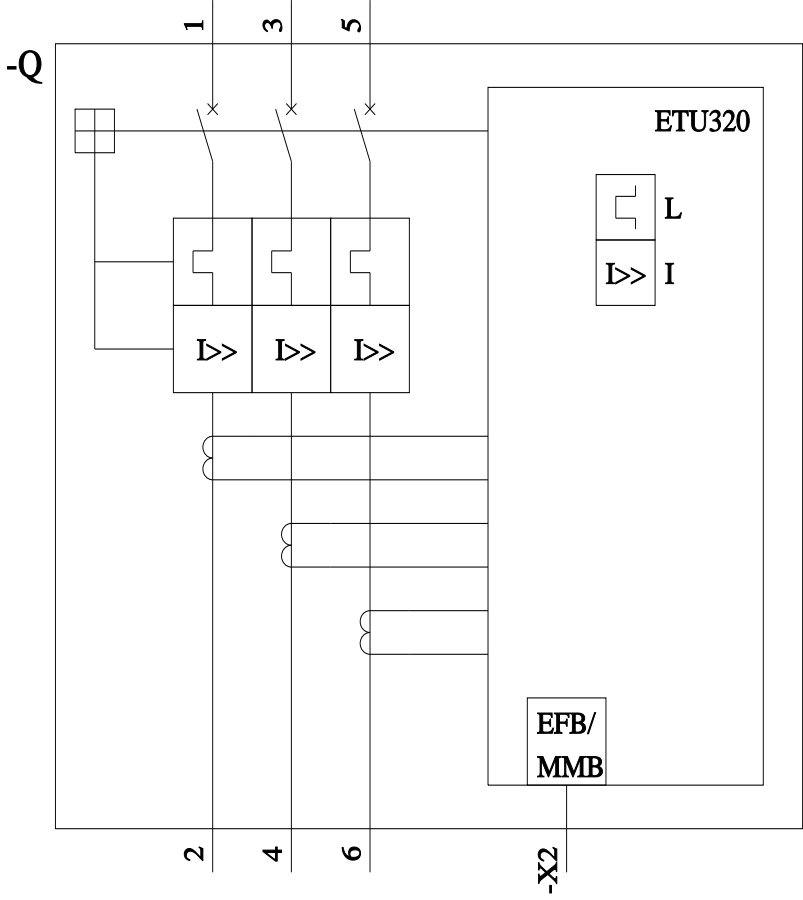 1 3 5
-Q
ETU320
L
I>> I
I>> I>> I>>
EFB/
MMB
2 4 6 -X2